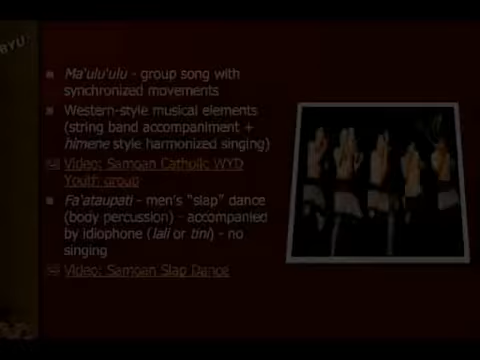 BYU
Ma'ulu'ulu - group song with
synchronized movements
Western-style musical elements
(string band accompaniment +
himene style harmonized singing)
Video: Samoan Catholic WYD
Youth group
Fa'ataupati - men's "slap" dance
(body percussion) - accompanied
by idiophone (lali or tini) - no
singing
Video: Samoan Slap Dance